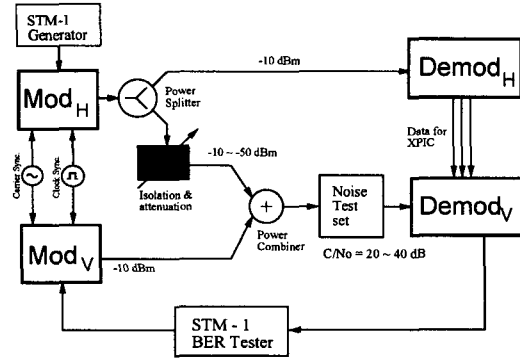 STM-1
Generator
Mod H
Power
Splitter
-10 dBm
Demod H
Carrier Sync.
Clock Sync.
-10 ~ -50 dBm
Isolation &
attenuation
Data for
XPIC
Noise
Test
set
Power
Combiner
Demod V
Mod V
-10 dBm
C/No = 20 ~ 40 dB
STM - 1
BER Tester